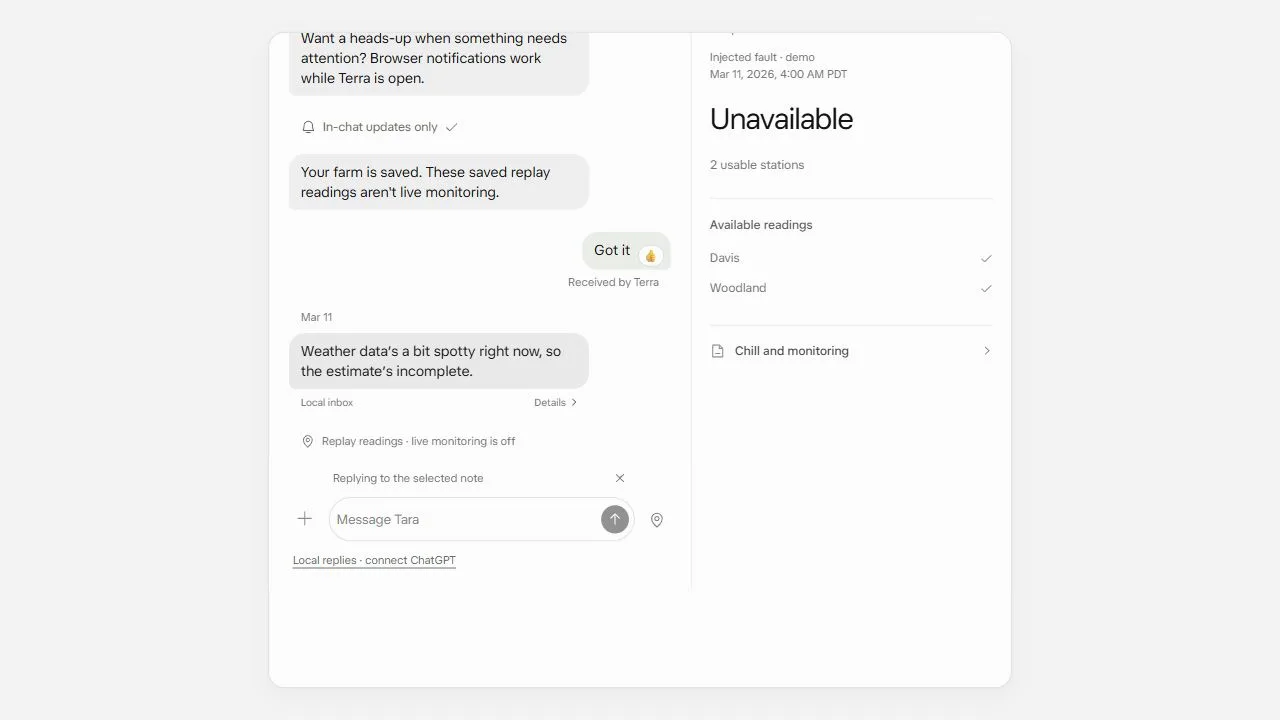 Want a heads-up when something needs
attention? Browser notifications work
while Terra is open.
In-chat updates only
Your farm is saved. These saved replay
readings aren't live monitoring.
Got it 👍
Received by Terra
Mar 11
Weather data's a bit spotty right now, so
the estimate's incomplete.
Local inbox
Details
Replay readings · live monitoring is off
Replying to the selected note
Message Tara
Local replies · connect ChatGPT
Injected fault · demo
Mar 11, 2026, 4:00 AM PDT
Unavailable
2 usable stations
Available readings
Davis
Woodland
Chill and monitoring